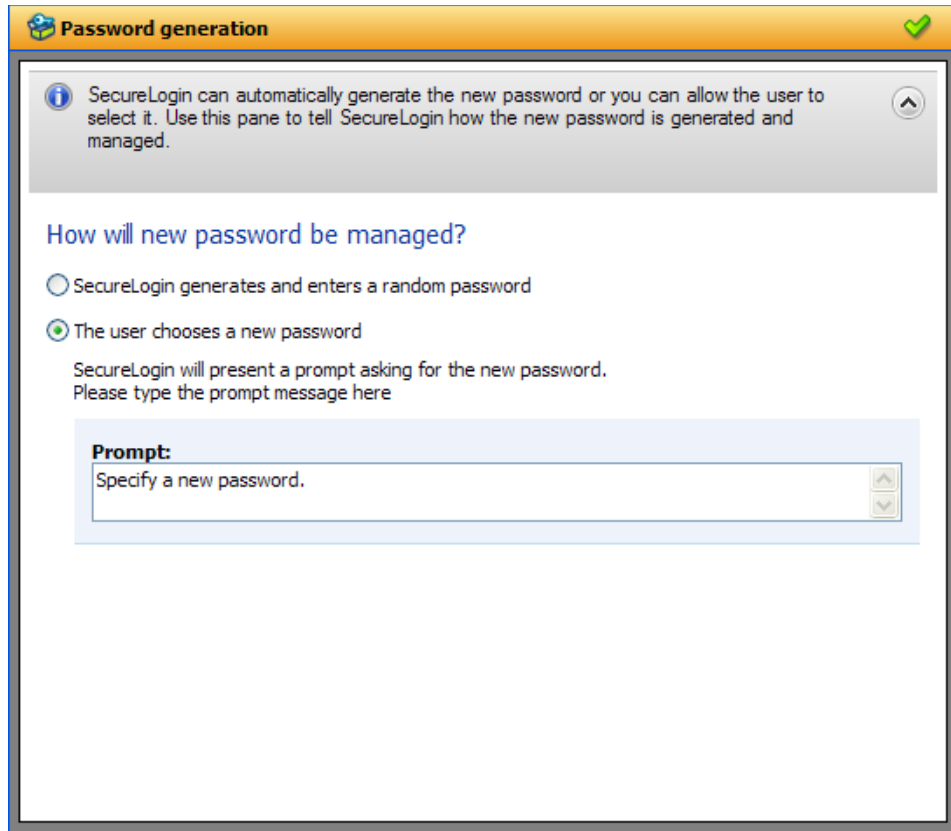 Password generation
SecureLogin can automatically generate the new password or you can allow the user to
select it. Use this pane to tell SecureLogin how the new password is generated and
managed.
How will new password be managed?
SecureLogin generates and enters a random password
The user chooses a new password
SecureLogin will present a prompt asking for the new password.
Please type the prompt message here
Prompt:
Specify a new password.